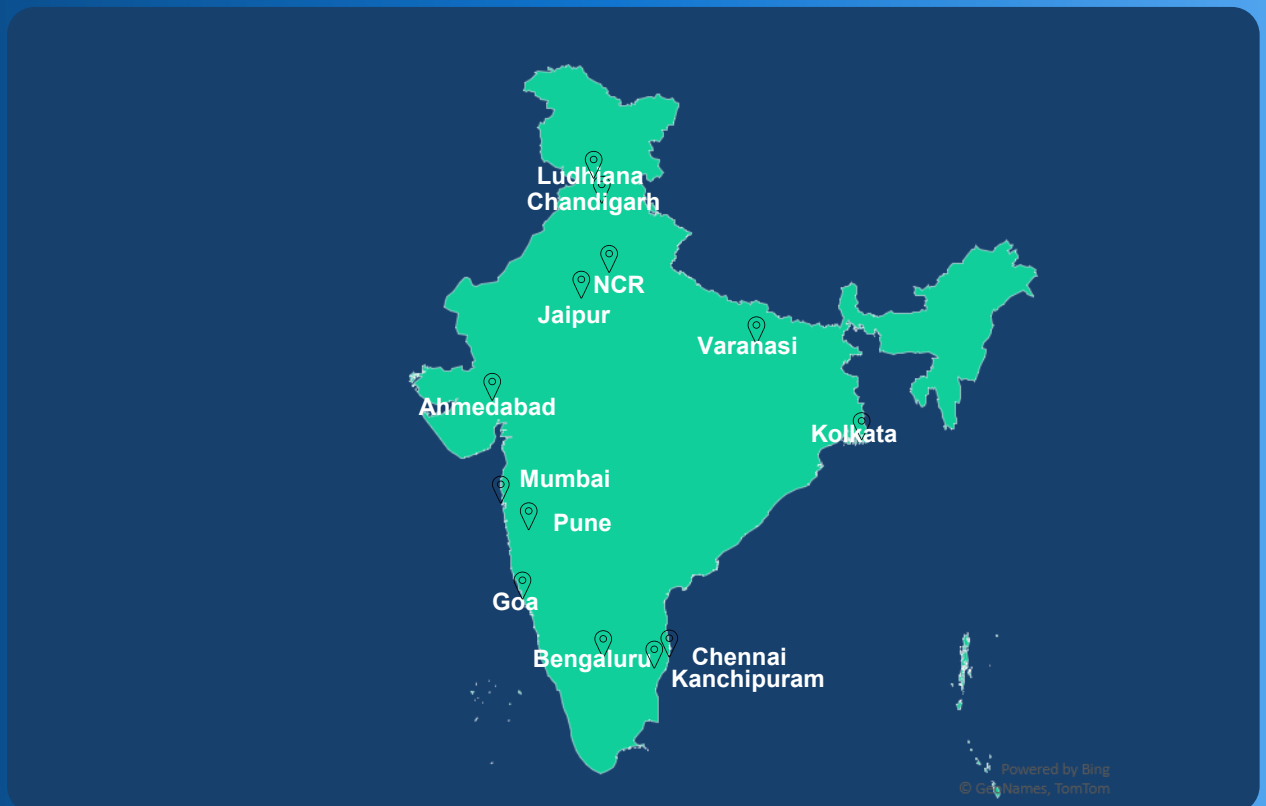 Ludhiana
Chandigarh
NCR
Jaipur
Varanasi
Ahmedabad
Kolkata
Mumbai
Pune
Goa
Bengaluru
Chennai
Kanchipuram
Powered by Bing
© GeoNames, TomTom